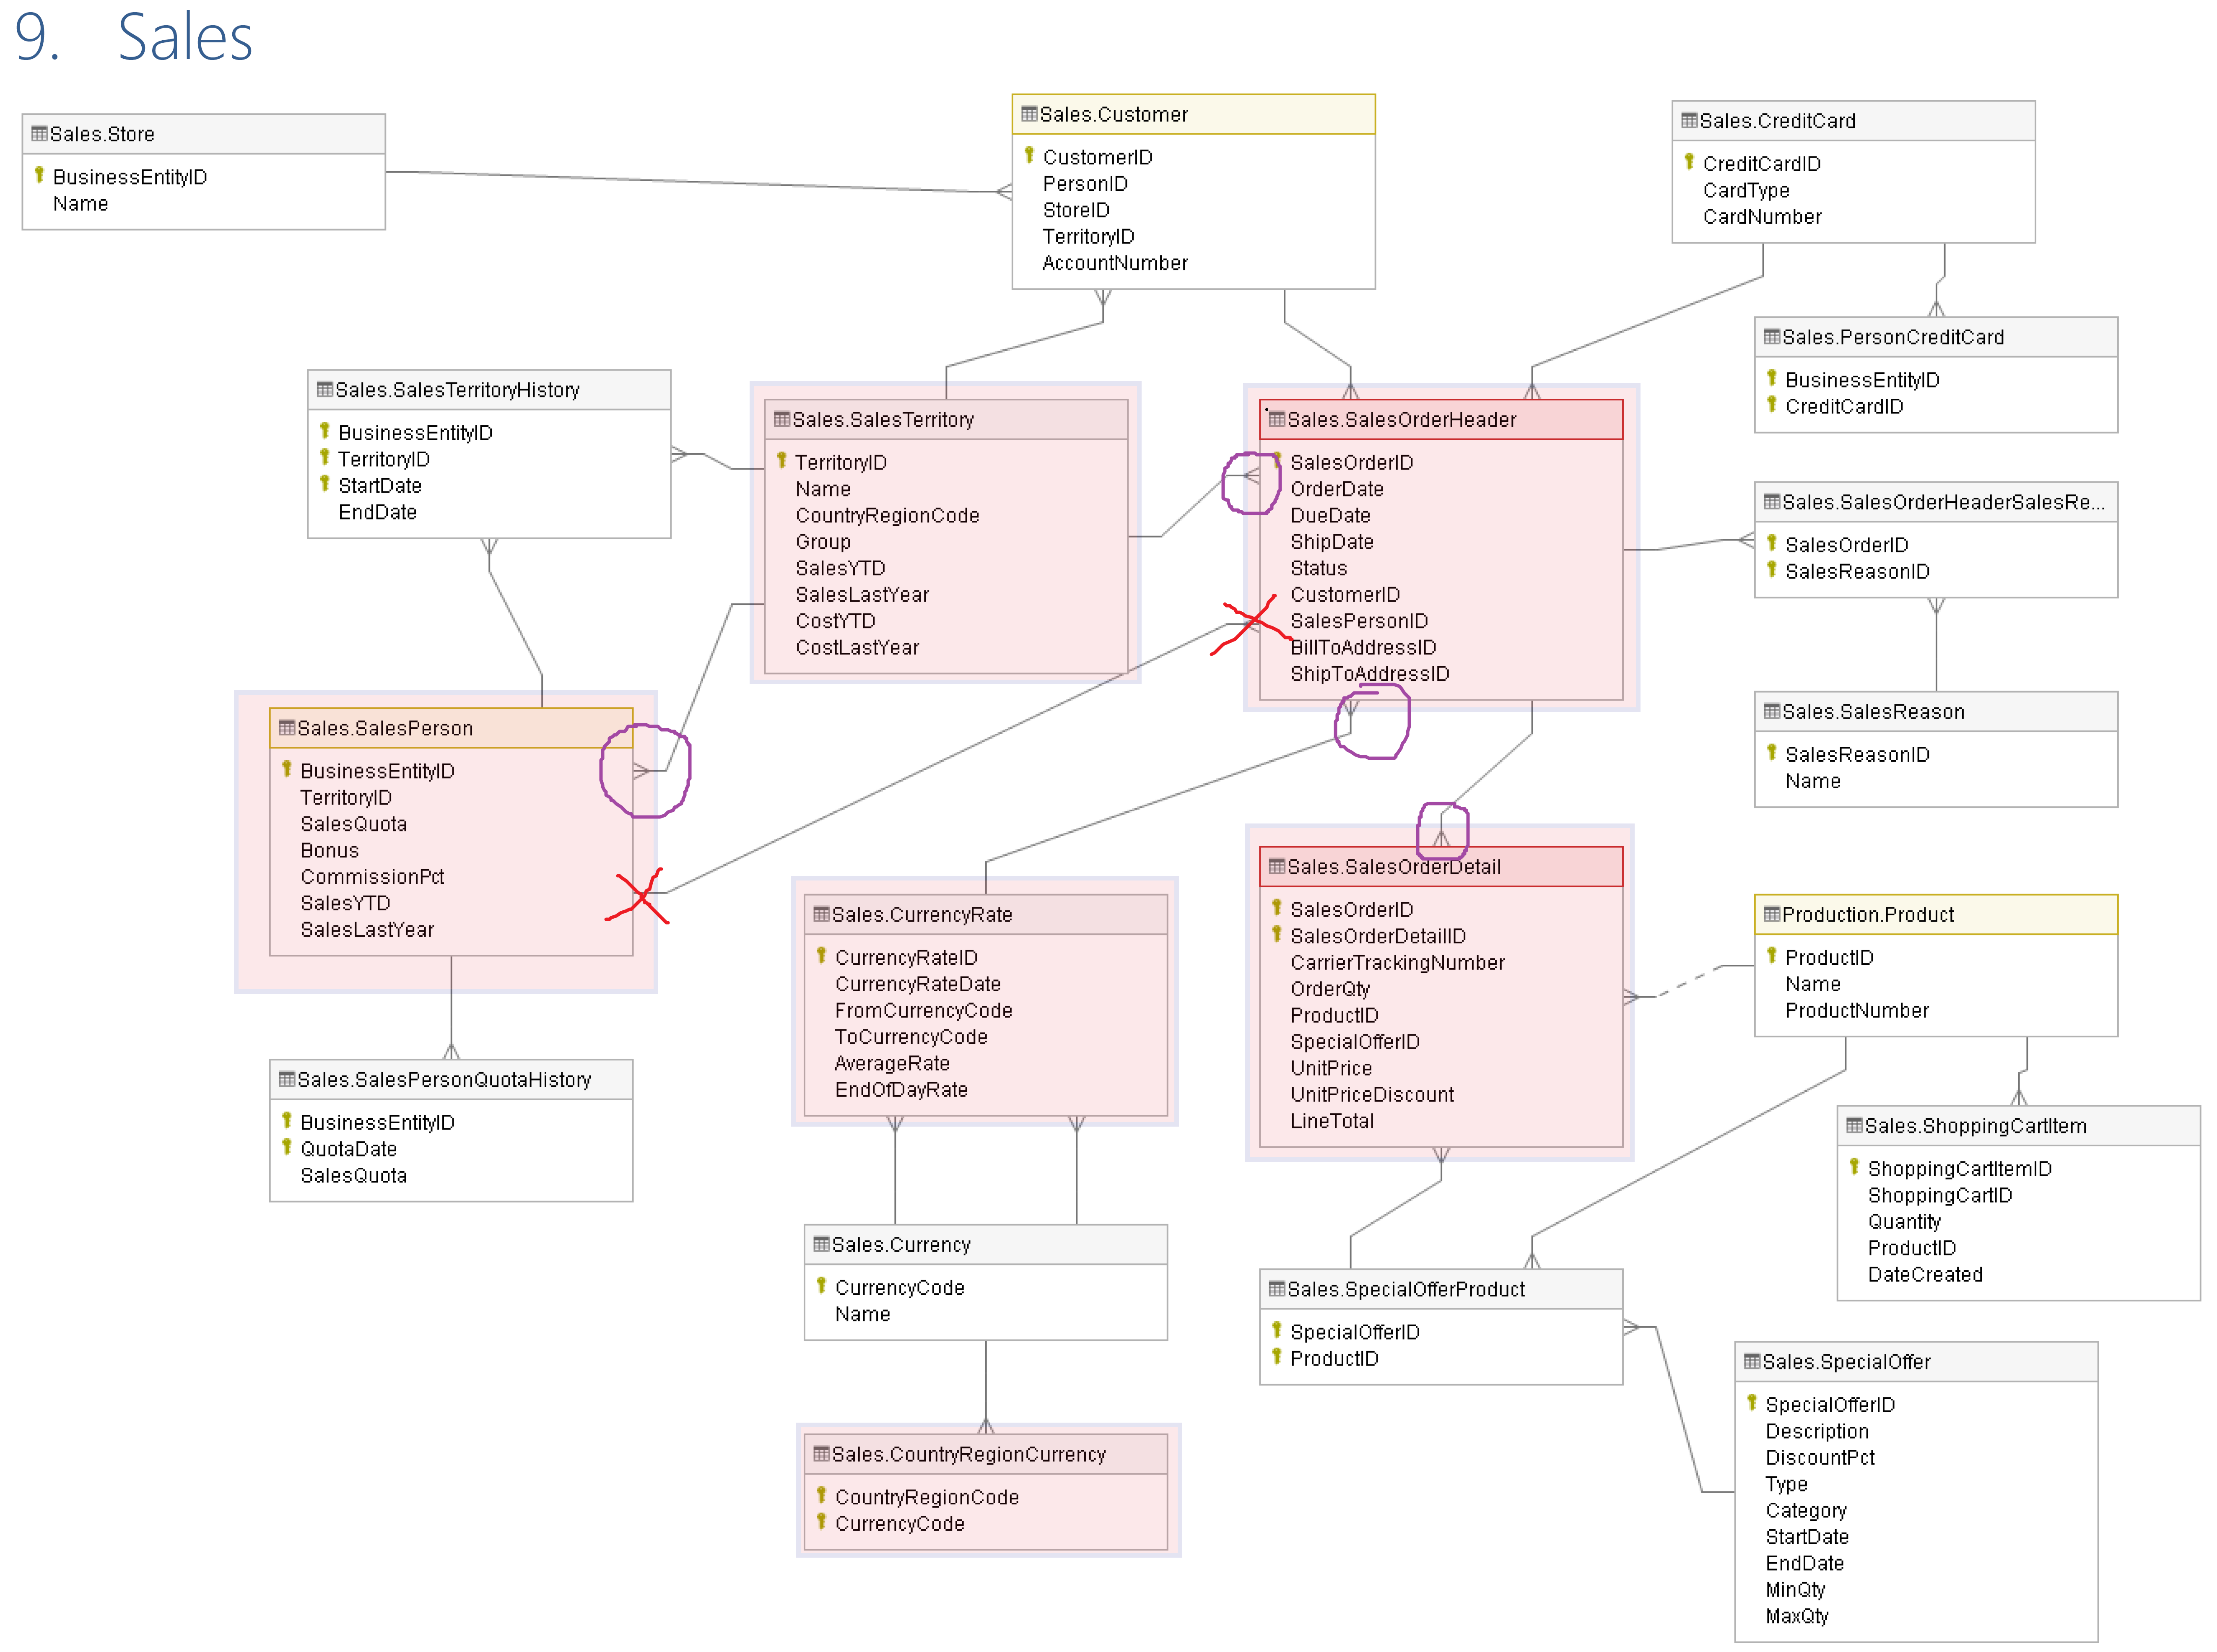 9. Sales
Sales.Store
BusinessEntityID
Name
Sales.Customer
CustomerID
PersonID
StoreID
TerritoryID
AccountNumber
Sales.CreditCard
CreditCardID
CardType
CardNumber
Sales.PersonCreditCard
BusinessEntityID
CreditCardID
Sales.SalesTerritoryHistory
BusinessEntityID
TerritoryID
StartDate
EndDate
Sales.SalesTerritory
TerritoryID
Name
CountryRegionCode
Group
SalesYTD
SalesLastYear
CostYTD
CostLastYear
Sales.SalesOrderHeader
SalesOrderID
OrderDate
DueDate
ShipDate
Status
CustomerID
SalesPersonID
BillToAddressID
ShipToAddressID
Sales.SalesOrderHeaderSalesRe...
SalesOrderID
SalesReasonID
Sales.SalesReason
SalesReasonID
Name
Sales.SalesPerson
BusinessEntityID
TerritoryID
SalesQuota
Bonus
CommissionPct
SalesYTD
SalesLastYear
Sales.CurrencyRate
CurrencyRateID
CurrencyRateDate
FromCurrencyCode
ToCurrencyCode
AverageRate
EndOfDayRate
Sales.SalesOrderDetail
SalesOrderID
SalesOrderDetailID
CarrierTrackingNumber
OrderQty
ProductID
SpecialOfferID
UnitPrice
UnitPriceDiscount
LineTotal
Production.Product
ProductID
Name
ProductNumber
Sales.SalesPersonQuotaHistory
BusinessEntityID
QuotaDate
SalesQuota
Sales.ShoppingCartItem
ShoppingCartItemID
ShoppingCartID
Quantity
ProductID
DateCreated
Sales.Currency
CurrencyCode
Name
Sales.SpecialOfferProduct
SpecialOfferID
ProductID
Sales.SpecialOffer
SpecialOfferID
Description
DiscountPct
Type
Category
StartDate
EndDate
MinQty
MaxQty
Sales.CountryRegionCurrency
CountryRegionCode
CurrencyCode